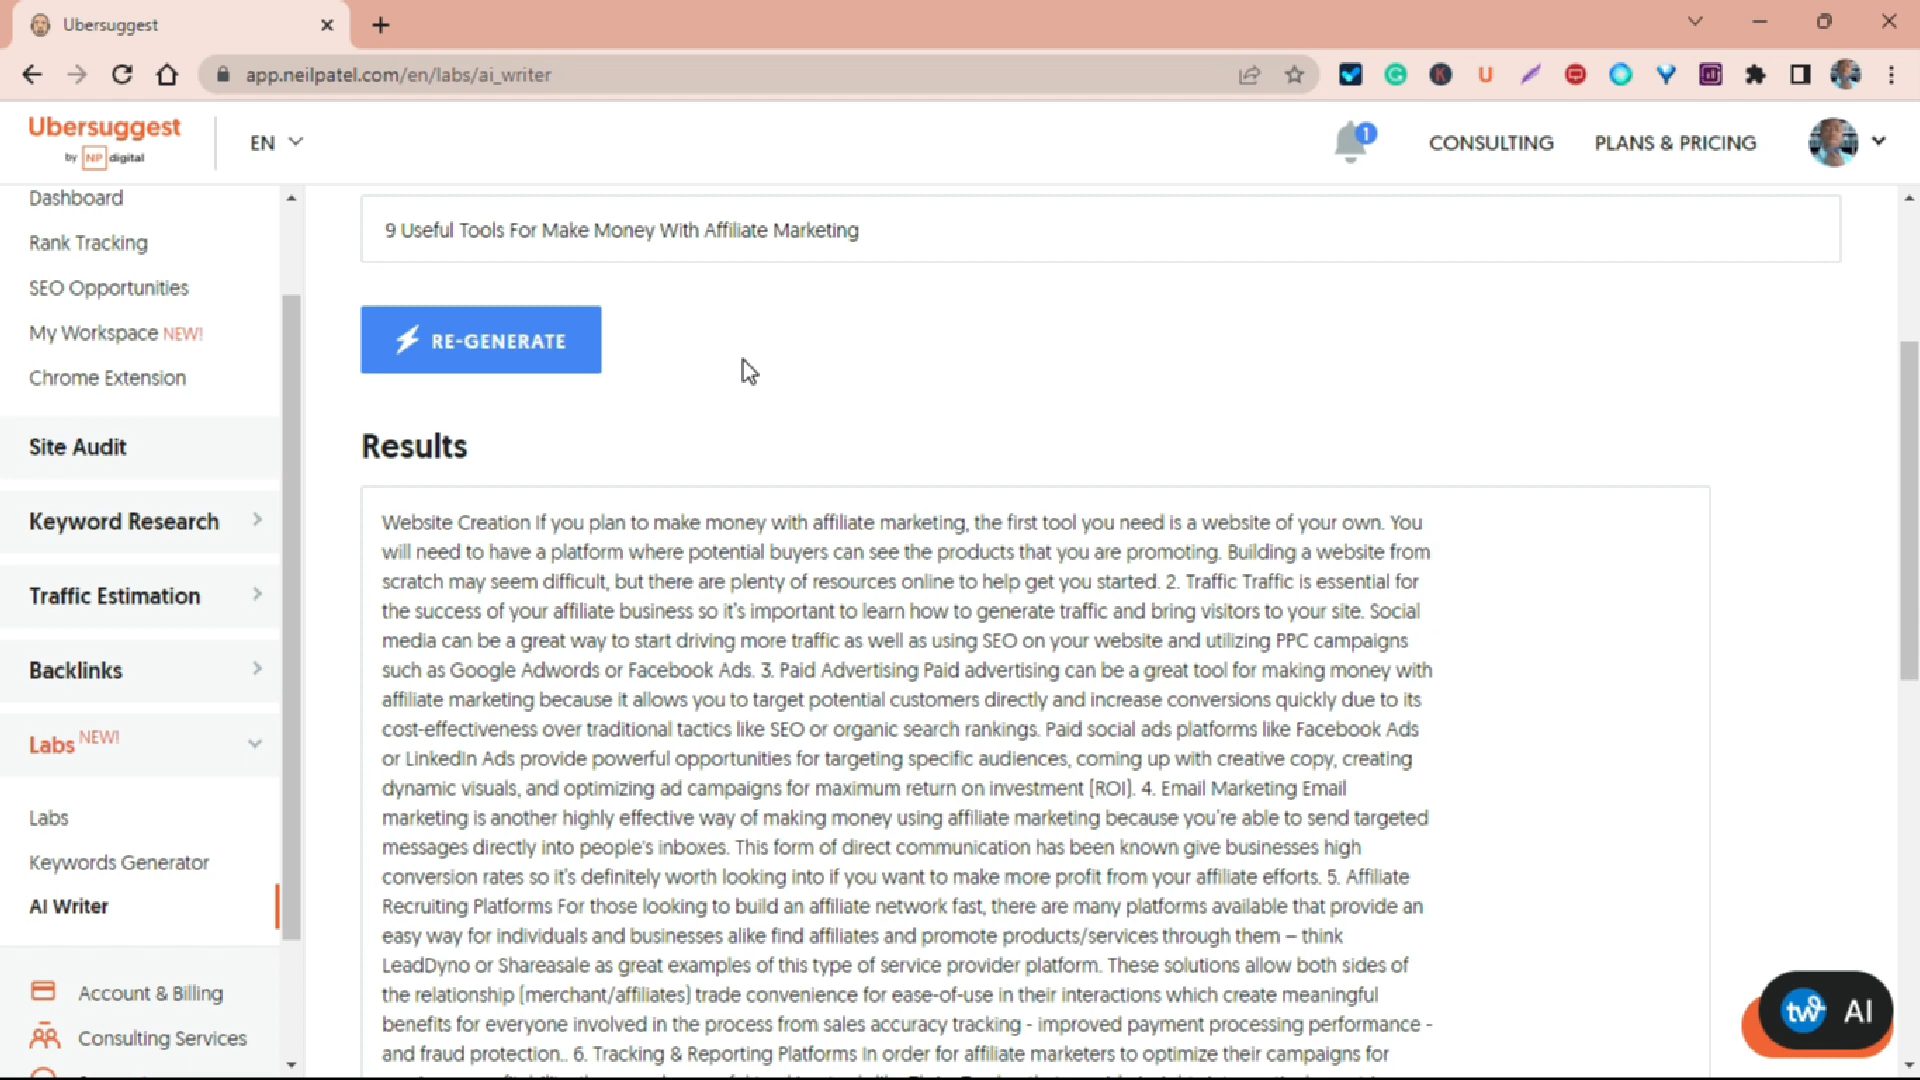 Ubersuggest
app.neilpatel.com/en/labs/ai_writer
Ubersuggest
by NP digital
EN
1
CONSULTING
PLANS & PRICING
Dashboard
Rank Tracking
SEO Opportunities
My Workspace NEW!
Chrome Extension
Site Audit
Keyword Research
Traffic Estimation
Backlinks
Labs NEW!
Labs
Keywords Generator
AI Writer
Account & Billing
Consulting Services
9 Useful Tools For Make Money With Affiliate Marketing
RE-GENERATE
Results
Website Creation If you plan to make money with affiliate marketing, the first tool you need is a website of your own. You
will need to have a platform where potential buyers can see the products that you are promoting. Building a website from
scratch may seem difficult, but there are plenty of resources online to help get you started. 2. Traffic Traffic is essential for
the success of your affiliate business so it's important to learn how to generate traffic and bring visitors to your site. Social
media can be a great way to start driving more traffic as well as using SEO on your website and utilizing PPC campaigns
such as Google Adwords or Facebook Ads. 3. Paid Advertising Paid advertising can be a great tool for making money with
affiliate marketing because it allows you to target potential customers directly and increase conversions quickly due to its
cost-effectiveness over traditional tactics like SEO or organic search rankings. Paid social ads platforms like Facebook Ads
or LinkedIn Ads provide powerful opportunities for targeting specific audiences, coming up with creative copy, creating
dynamic visuals, and optimizing ad campaigns for maximum return on investment (ROI). 4. Email Marketing Email
marketing is another highly effective way of making money using affiliate marketing because you're able to send targeted
messages directly into people's inboxes. This form of direct communication has been known give businesses high
conversion rates so it's definitely worth looking into if you want to make more profit from your affiliate efforts. 5. Affiliate
Recruiting Platforms For those looking to build an affiliate network fast, there are many platforms available that provide an
easy way for individuals and businesses alike find affiliates and promote products/services through them – think
LeadDyno or Shareasale as great examples of this type of service provider platform. These solutions allow both sides of
the relationship (merchant/affiliates) trade convenience for ease-of-use in their interactions which create meaningful
benefits for everyone involved in the process from sales accuracy tracking - improved payment processing performance -
and fraud protection.. 6. Tracking & Reporting Platforms In order for affiliate marketers to optimize their campaigns for
tw AI